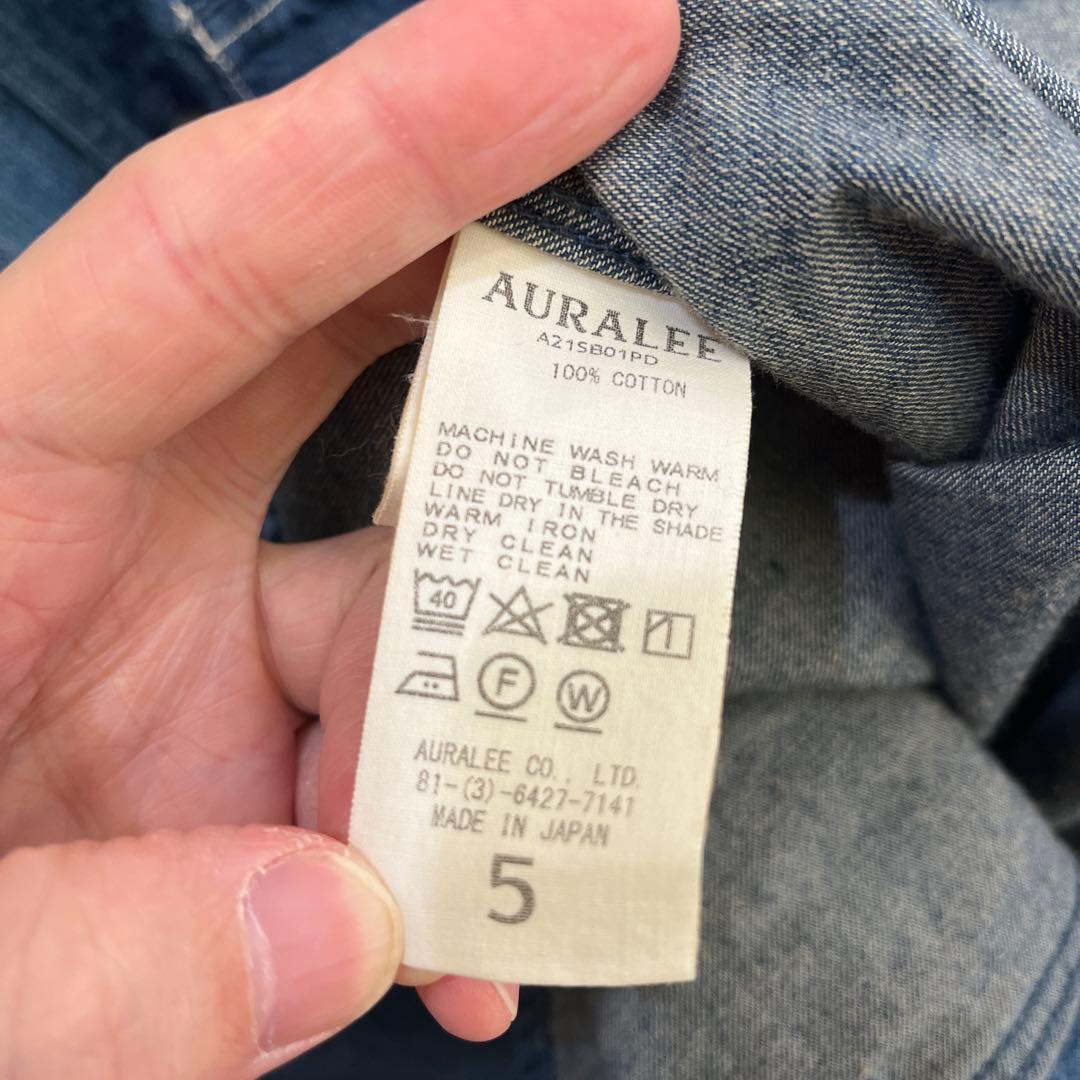 AURALEE
A21SB01PD
100% COTTON
MACHINE WASH WARM
DO NOT BLEACH
DO NOT TUMBLE DRY
LINE DRY IN THE SHADE
WARM IRON
DRY CLEAN
WET CLEAN
40
F W
AURALEE CO., LTD.
81-(3)-6427-7141
MADE IN JAPAN
5